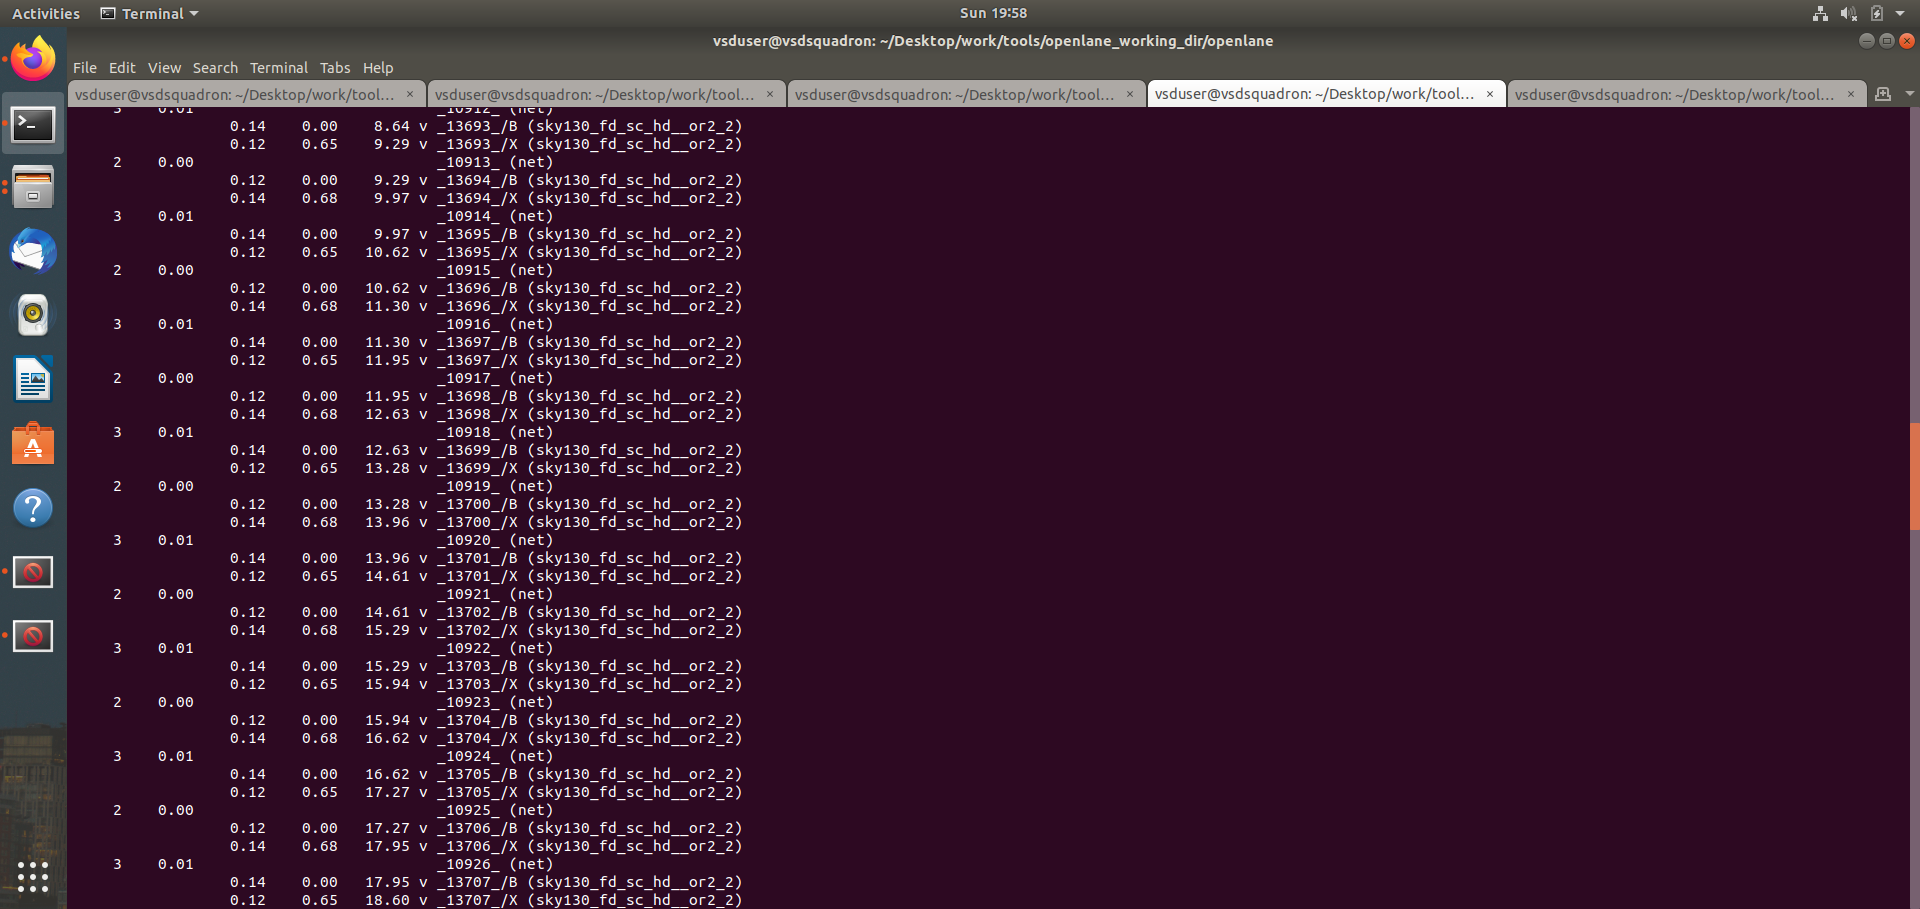 Activities Terminal Sun 19:58
vsduser@vsdsquadron: ~/Desktop/work/tools/openlane_working_dir/openlane
File Edit View Search Terminal Tabs Help
vsduser@vsdsquadron: ~/Desktop/work/tool… × vsduser@vsdsquadron: ~/Desktop/work/tool… × vsduser@vsdsquadron: ~/Desktop/work/tool… × vsduser@vsdsquadron: ~/Desktop/work/tool… × vsduser@vsdsquadron: ~/Desktop/work/tool… ×
3 0.01 _10912_ (net)
0.14 0.00 8.64 v _13693_/B (sky130_fd_sc_hd__or2_2)
0.12 0.65 9.29 v _13693_/X (sky130_fd_sc_hd__or2_2)
2 0.00 _10913_ (net)
0.12 0.00 9.29 v _13694_/B (sky130_fd_sc_hd__or2_2)
0.14 0.68 9.97 v _13694_/X (sky130_fd_sc_hd__or2_2)
3 0.01 _10914_ (net)
0.14 0.00 9.97 v _13695_/B (sky130_fd_sc_hd__or2_2)
0.12 0.65 10.62 v _13695_/X (sky130_fd_sc_hd__or2_2)
2 0.00 _10915_ (net)
0.12 0.00 10.62 v _13696_/B (sky130_fd_sc_hd__or2_2)
0.14 0.68 11.30 v _13696_/X (sky130_fd_sc_hd__or2_2)
3 0.01 _10916_ (net)
0.14 0.00 11.30 v _13697_/B (sky130_fd_sc_hd__or2_2)
0.12 0.65 11.95 v _13697_/X (sky130_fd_sc_hd__or2_2)
2 0.00 _10917_ (net)
0.12 0.00 11.95 v _13698_/B (sky130_fd_sc_hd__or2_2)
0.14 0.68 12.63 v _13698_/X (sky130_fd_sc_hd__or2_2)
3 0.01 _10918_ (net)
0.14 0.00 12.63 v _13699_/B (sky130_fd_sc_hd__or2_2)
0.12 0.65 13.28 v _13699_/X (sky130_fd_sc_hd__or2_2)
2 0.00 _10919_ (net)
0.12 0.00 13.28 v _13700_/B (sky130_fd_sc_hd__or2_2)
0.14 0.68 13.96 v _13700_/X (sky130_fd_sc_hd__or2_2)
3 0.01 _10920_ (net)
0.14 0.00 13.96 v _13701_/B (sky130_fd_sc_hd__or2_2)
0.12 0.65 14.61 v _13701_/X (sky130_fd_sc_hd__or2_2)
2 0.00 _10921_ (net)
0.12 0.00 14.61 v _13702_/B (sky130_fd_sc_hd__or2_2)
0.14 0.68 15.29 v _13702_/X (sky130_fd_sc_hd__or2_2)
3 0.01 _10922_ (net)
0.14 0.00 15.29 v _13703_/B (sky130_fd_sc_hd__or2_2)
0.12 0.65 15.94 v _13703_/X (sky130_fd_sc_hd__or2_2)
2 0.00 _10923_ (net)
0.12 0.00 15.94 v _13704_/B (sky130_fd_sc_hd__or2_2)
0.14 0.68 16.62 v _13704_/X (sky130_fd_sc_hd__or2_2)
3 0.01 _10924_ (net)
0.14 0.00 16.62 v _13705_/B (sky130_fd_sc_hd__or2_2)
0.12 0.65 17.27 v _13705_/X (sky130_fd_sc_hd__or2_2)
2 0.00 _10925_ (net)
0.12 0.00 17.27 v _13706_/B (sky130_fd_sc_hd__or2_2)
0.14 0.68 17.95 v _13706_/X (sky130_fd_sc_hd__or2_2)
3 0.01 _10926_ (net)
0.14 0.00 17.95 v _13707_/B (sky130_fd_sc_hd__or2_2)
0.12 0.65 18.60 v _13707_/X (sky130_fd_sc_hd__or2_2)